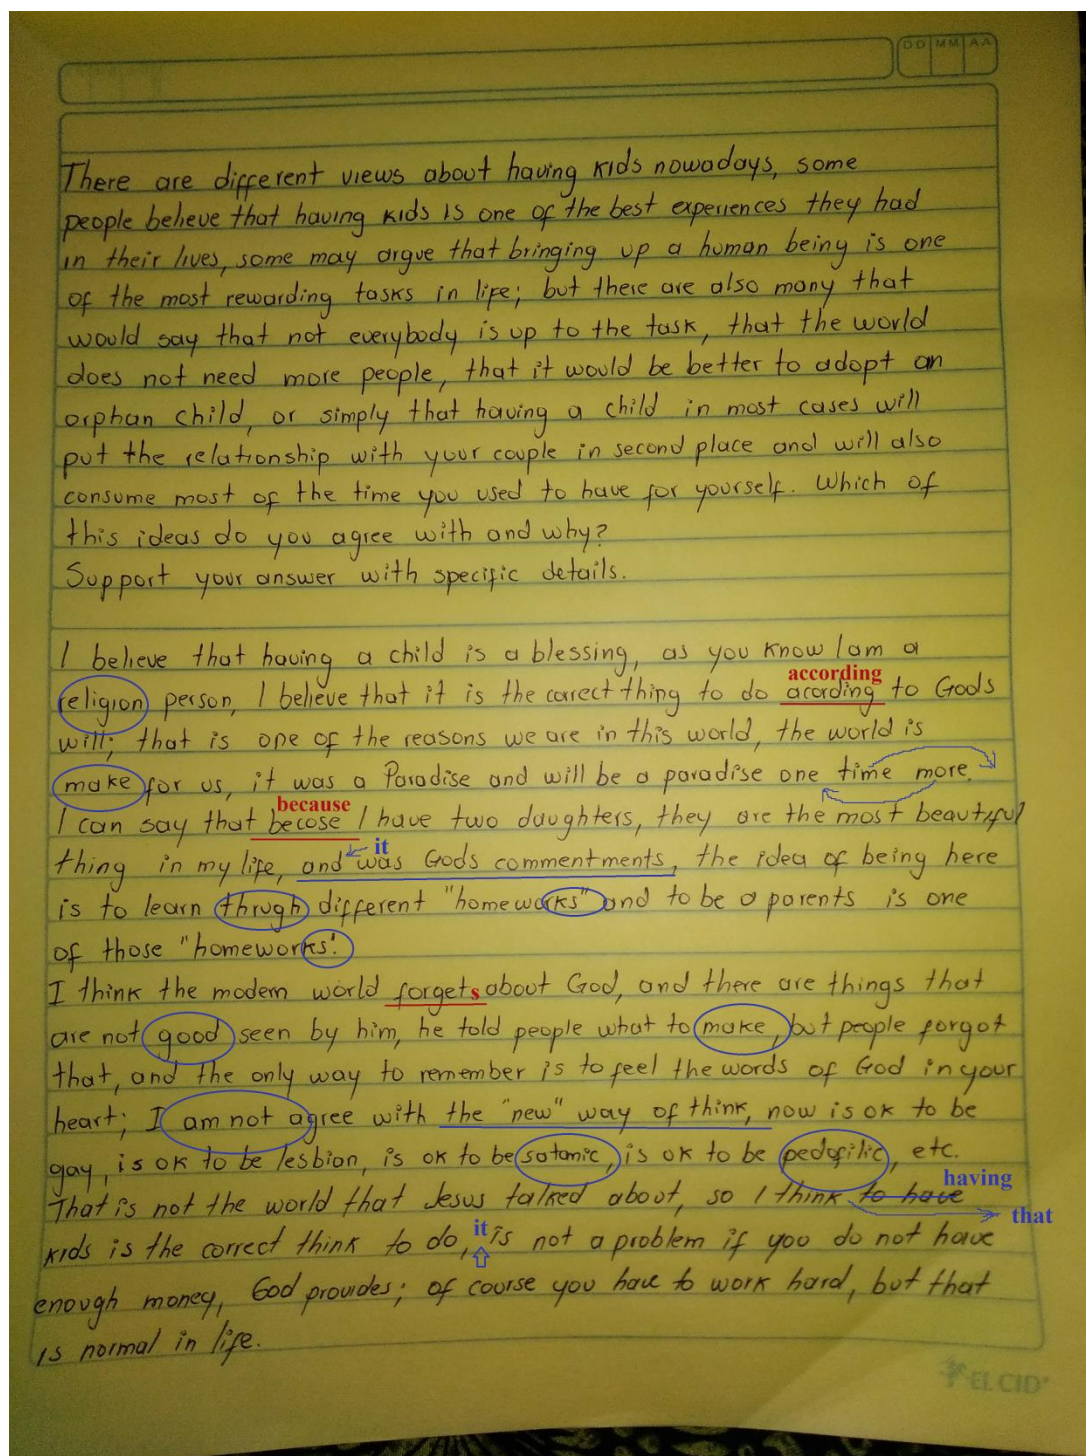 DD MM AA
There are different views about having kids nowadays, some
people believe that having kids is one of the best experiences they had
in their lives, some may argue that bringing up a human being is one
of the most rewarding tasks in life; but there are also many that
would say that not everybody is up to the task, that the world
does not need more people, that it would be better to adopt an
orphan child, or simply that having a child in most cases will
put the relationship with your couple in second place and will also
consume most of the time you used to have for yourself. Which of
this ideas do you agree with and why?
Support your answer with specific details.
I believe that having a child is a blessing, as you know I am a
according
religion person, I believe that it is the correct thing to do acording to Gods
will; that is one of the reasons we are in this world, the world is
make for us, it was a Paradise and will be a paradise one time more.
because
I can say that becose I have two daughters, they are the most beautiful
it
thing in my life, and was Gods commentments, the idea of being here
is to learn thrugh different "homeworks" and to be a parents is one
of those "homeworks".
I think the modern world forgets about God, and there are things that
are not good seen by him, he told people what to make, but people forgot
that, and the only way to remember is to feel the words of God in your
heart; I am not agree with the "new" way of think, now is ok to be
gay, is ok to be lesbian, is ok to be satanic, is ok to be pedofilic, etc.
having
That is not the world that Jesus talked about, so I think to have
that
it
kids is the correct think to do, is not a problem if you do not have
enough money, God provides; of course you have to work hard, but that
is normal in life.
EL CID